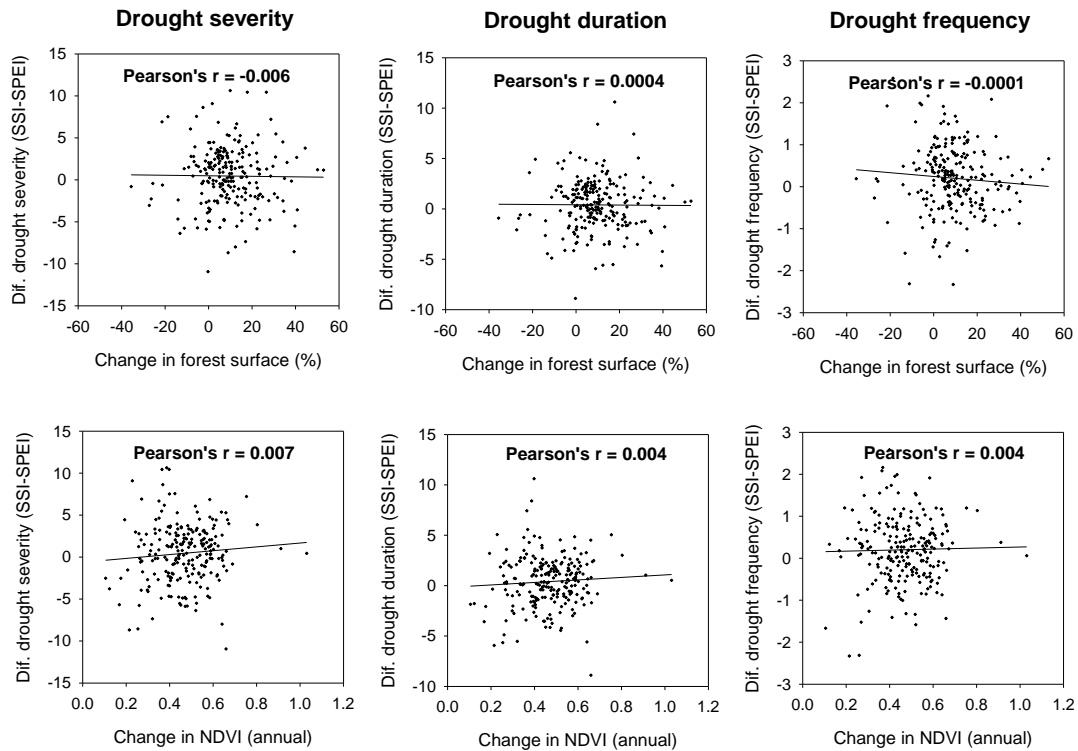 Drought severity
Drought duration
Drought frequency
Pearson's r = -0.006
Dif. drought severity (SSI-SPEI)
15
10
5
0
-5
-10
-15
-60 -40 -20 0 20 40 60
Change in forest surface (%)
Pearson's r = 0.0004
Dif. drought duration (SSI-SPEI)
15
10
5
0
-5
-10
-60 -40 -20 0 20 40 60
Change in forest surface (%)
Pearson's r = -0.0001
Dif. drought frequency (SSI-SPEI)
3
2
1
0
-1
-2
-3
-60 -40 -20 0 20 40 60
Change in forest surface (%)
Pearson's r = 0.007
Dif. drought severity (SSI-SPEI)
15
10
5
0
-5
-10
-15
0.0 0.2 0.4 0.6 0.8 1.0 1.2
Change in NDVI (annual)
Pearson's r = 0.004
Dif. drought duration (SSI-SPEI)
15
10
5
0
-5
-10
0.0 0.2 0.4 0.6 0.8 1.0 1.2
Change in NDVI (annual)
Pearson's r = 0.004
Dif. drought frequency (SSI-SPEI)
3
2
1
0
-1
-2
-3
0.0 0.2 0.4 0.6 0.8 1.0 1.2
Change in NDVI (annual)